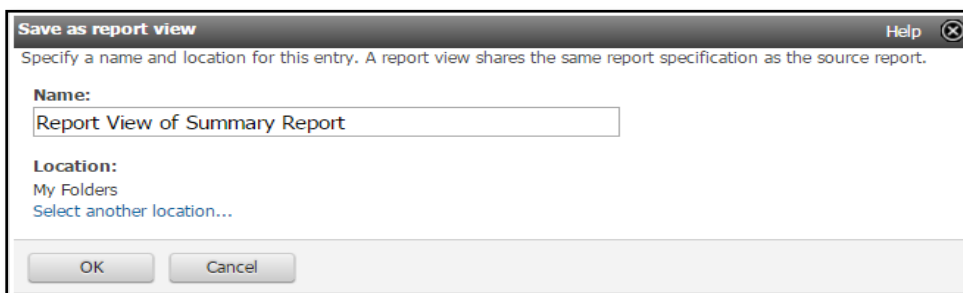 Save as report view Help
Specify a name and location for this entry. A report view shares the same report specification as the source report.
Name:
Report View of Summary Report
Location:
My Folders
Select another location...
OK Cancel